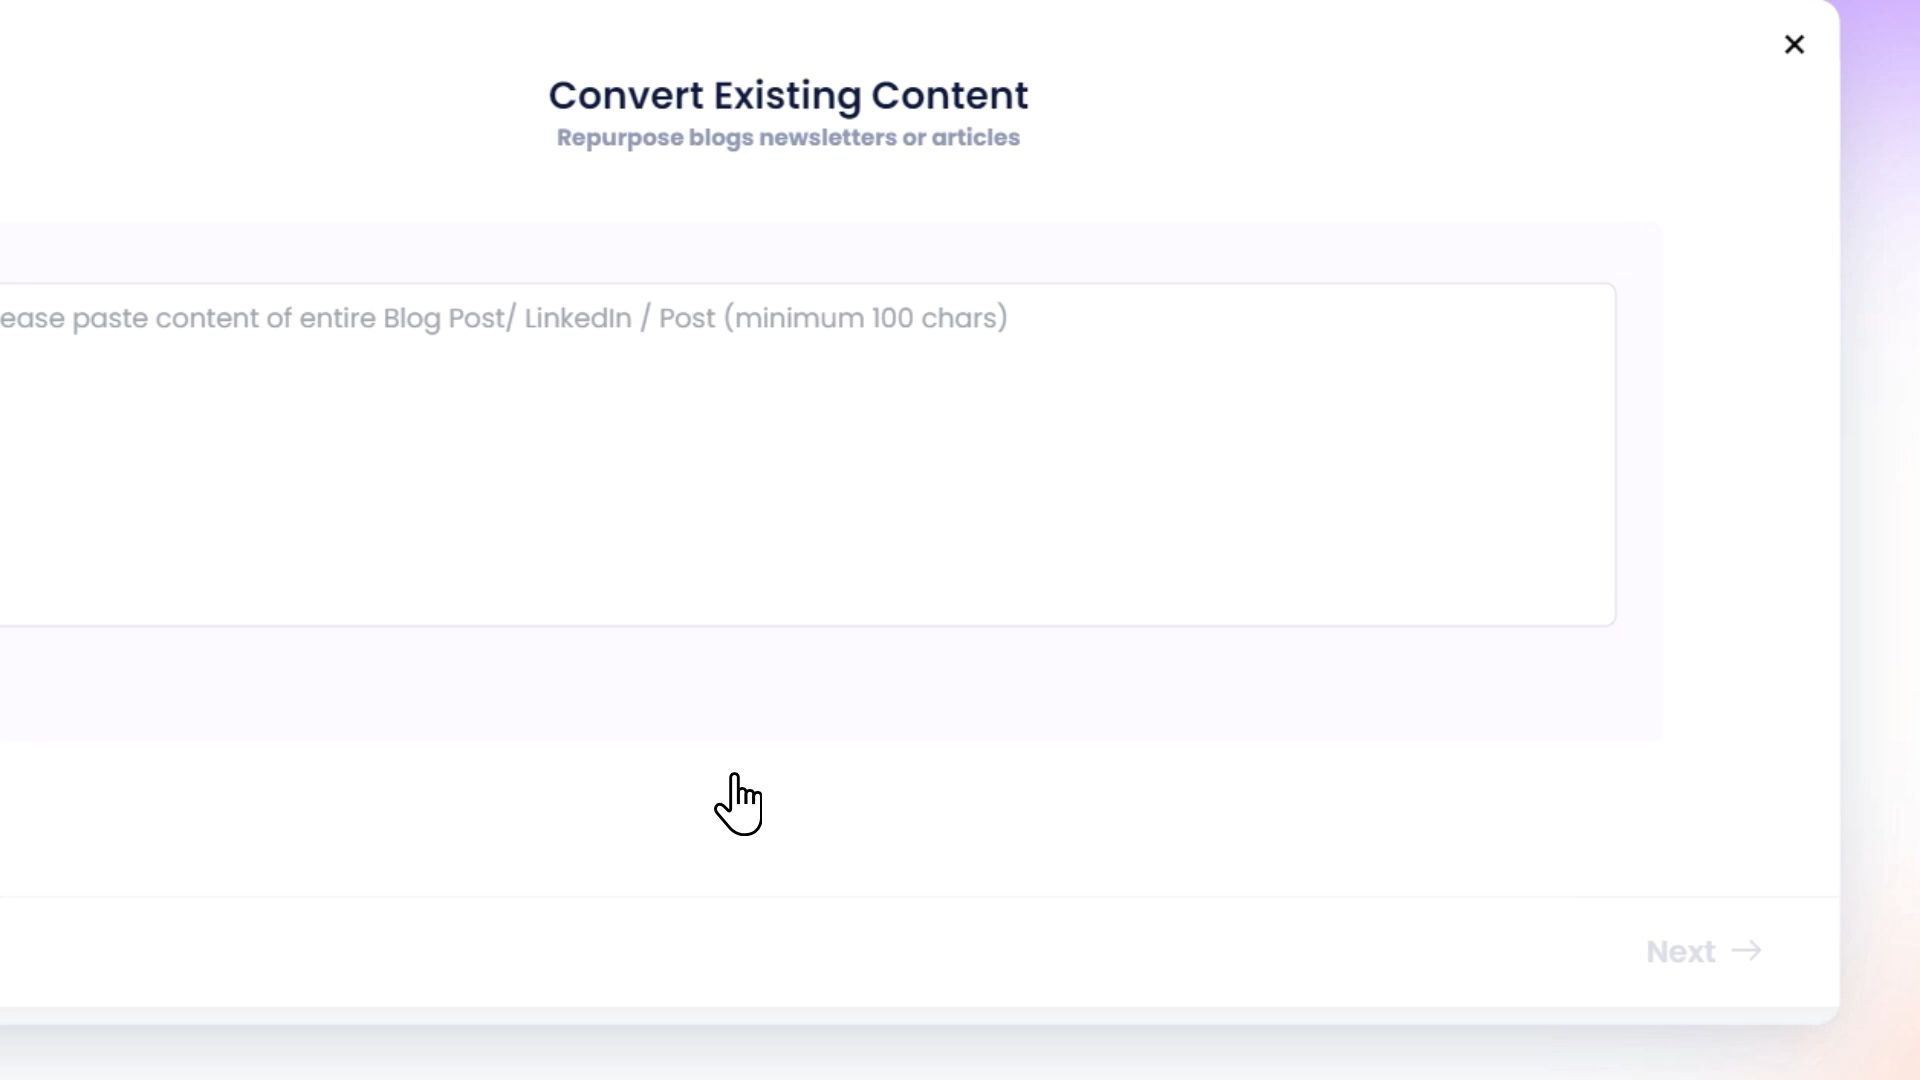 Convert Existing Content
Repurpose blogs newsletters or articles
ease paste content of entire Blog Post/ LinkedIn / Post (minimum 100 chars)
Next